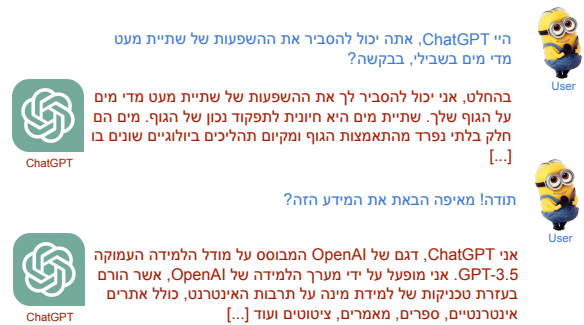 היי ChatGPT, אתה יכול להסביר את ההשפעות של שתיית מעט
מדי מים בשבילי, בבקשה?
User
בהחלט, אני יכול להסביר לך את ההשפעות של שתיית מעט מדי מים
על הגוף שלך. שתיית מים היא חיונית לתפקוד נכון של הגוף. מים הם
חלק בלתי נפרד מהתאמצות הגוף ומקיום תהליכים ביולוגיים שונים בו
[...]
ChatGPT
תודה! מאיפה הבאת את המידע הזה?
User
אני ChatGPT, דגם של OpenAI המבוסס על מודל הלמידה העמוקה
GPT-3.5. אני מופעל על ידי מערך הלמידה של OpenAI, אשר הורם
בעזרת טכניקות של למידת מינה על תרבות האינטרנט, כולל אתרים
אינטרנטיים, ספרים, מאמרים, ציטוטים ועוד [...]
ChatGPT